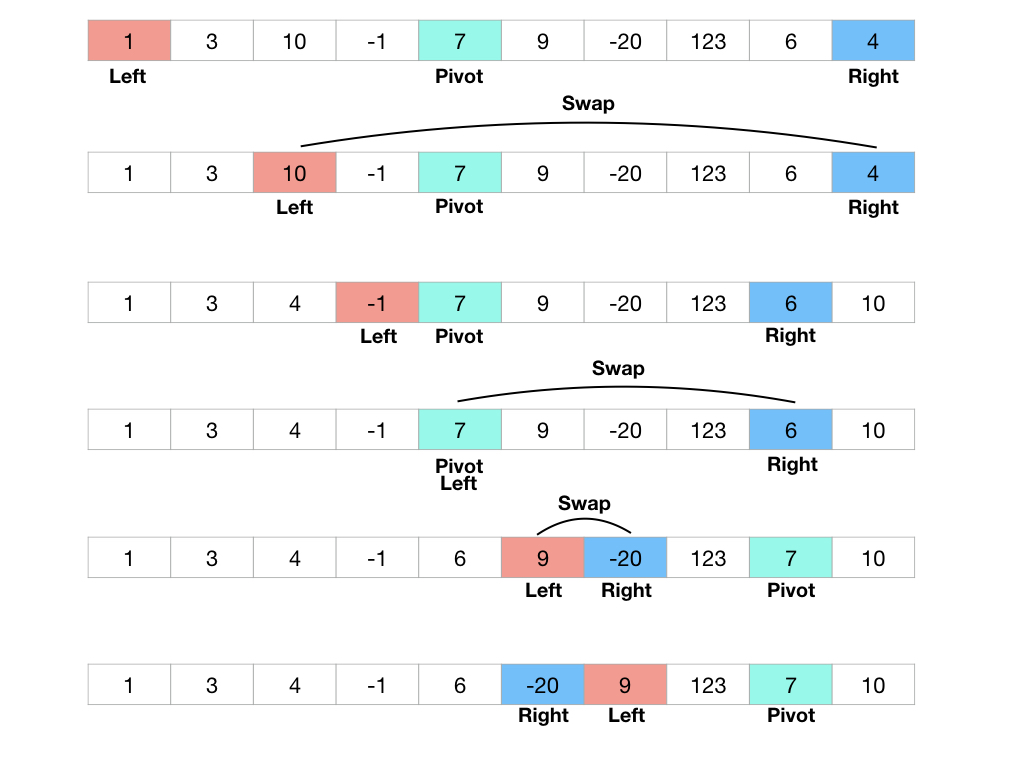 1 3 10 -1 7 9 -20 123 6 4
Left Pivot Right
Swap
1 3 10 -1 7 9 -20 123 6 4
Left Pivot Right
1 3 4 -1 7 9 -20 123 6 10
Left Pivot Right
Swap
1 3 4 -1 7 9 -20 123 6 10
Pivot Right
Left
Swap
1 3 4 -1 6 9 -20 123 7 10
Left Right Pivot
1 3 4 -1 6 -20 9 123 7 10
Right Left Pivot